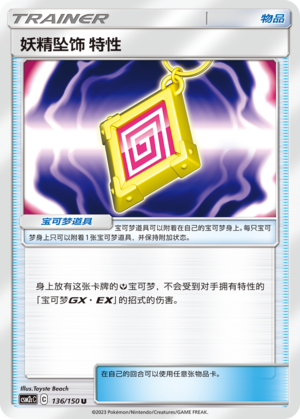 TRAINER
物品
妖精坠饰 特性
宝可梦道具
宝可梦道具可以附着在自己的宝可梦身上。每只宝可
梦身上只可以附着1张宝可梦道具，并保持附加状态。
身上放有这张卡牌的宝可梦，不会受到对手拥有特性的
「宝可梦GX・EX」的招式的伤害。
在自己的回合可以使用任意张物品卡。
Illus.Toyste Beach
CSM2c C C 136/150 U
©2023 Pokémon/Nintendo/Creatures/GAME FREAK.